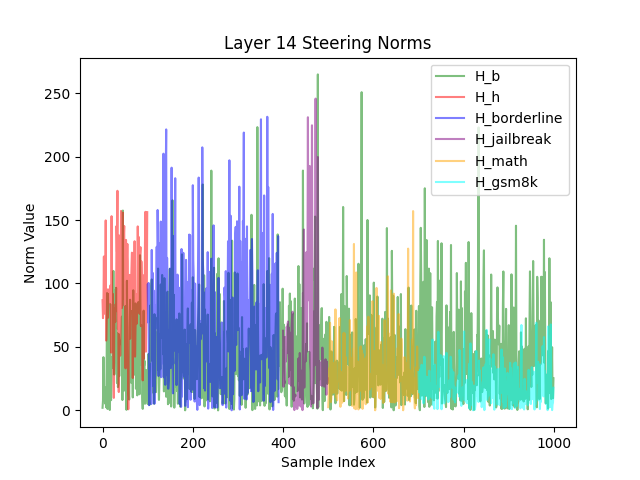 Layer 14 Steering Norms
H_b
H_h
H_borderline
H_jailbreak
H_math
H_gsm8k
Norm Value
250
200
150
100
50
0
0
200
400
600
800
1000
Sample Index